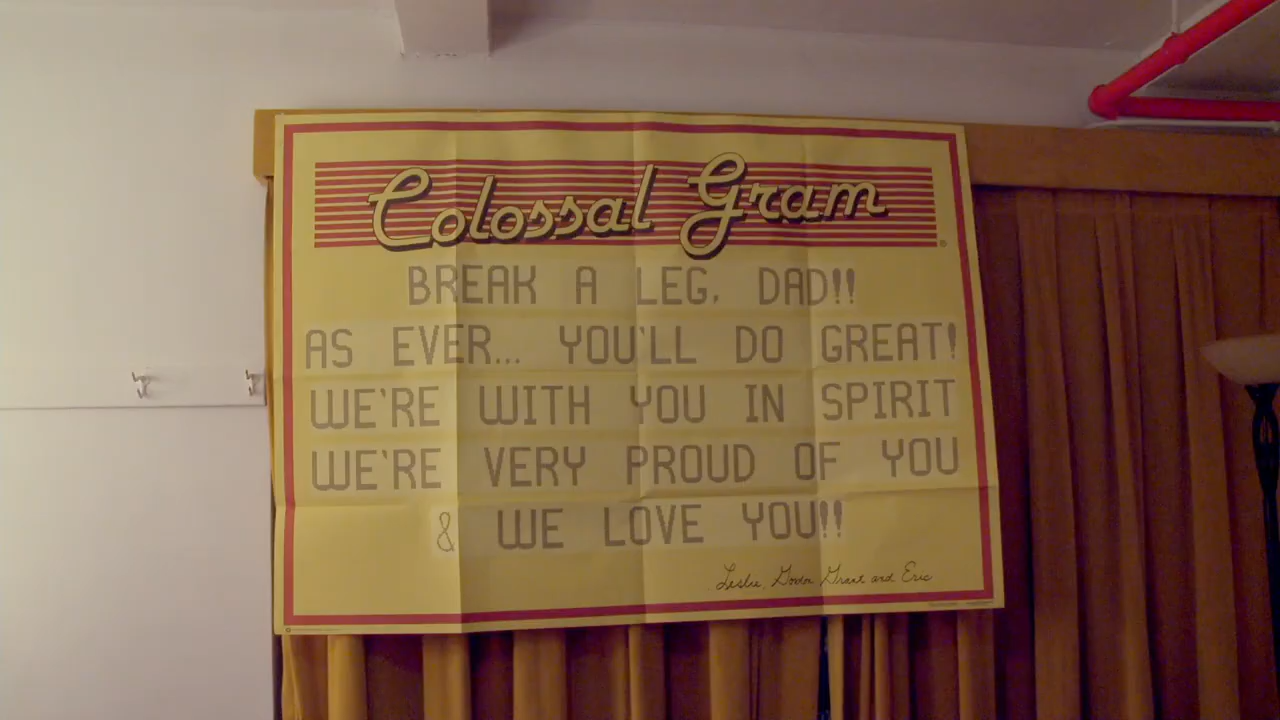 Colossal Gram
BREAK A LEG, DAD!!
AS EVER... YOU'LL DO GREAT!
WE'RE WITH YOU IN SPIRIT
WE'RE VERY PROUD OF YOU
& WE LOVE YOU!!
Leslie, Gordon Grant and Eric